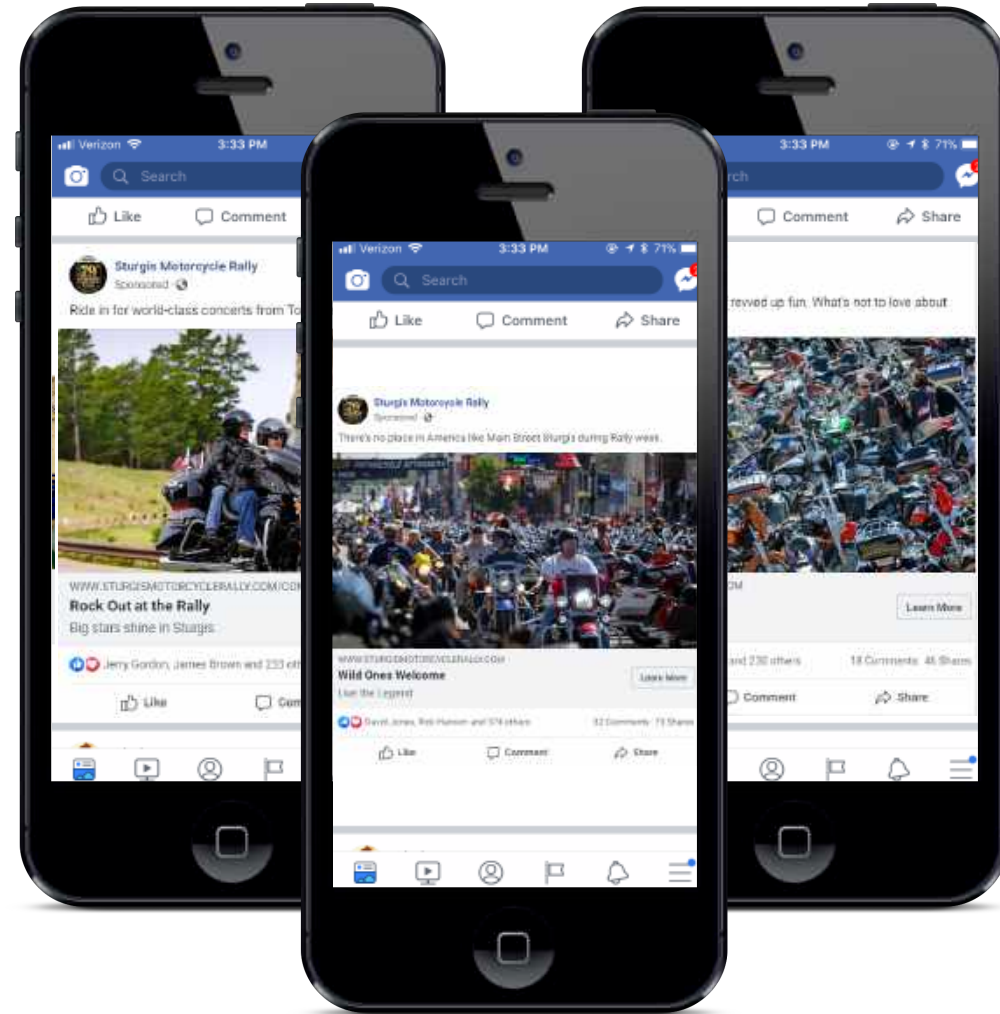 Verizon 3:33 PM
Search
Like Comment
Sturgis Motorcycle Rally
Sponsored
Ride in for world-class concerts from To
WWW.STURGISMOTORCYCLERALLY.COM/CON
Rock Out at the Rally
Big stars shine in Sturgis.
Jerry Gordon, James Brown and 233 oth
Like Com
Verizon 3:33 PM 71%
Search
Like Comment Share
Sturgis Motorcycle Rally
Sponsored
There's no place in America like Main Street Sturgis during Rally week.
WWW.STURGISMOTORCYCLERALLY.COM
Wild Ones Welcome
Learn More
Live the Legend
David Jones, Rob Hansen and 574 others
Like Comment Share
3:33 PM 71%
rch
Comment Share
revved up fun. What's not to love about
OM
Learn More
and 230 others 18 Comments 46 Shares
Comment Share